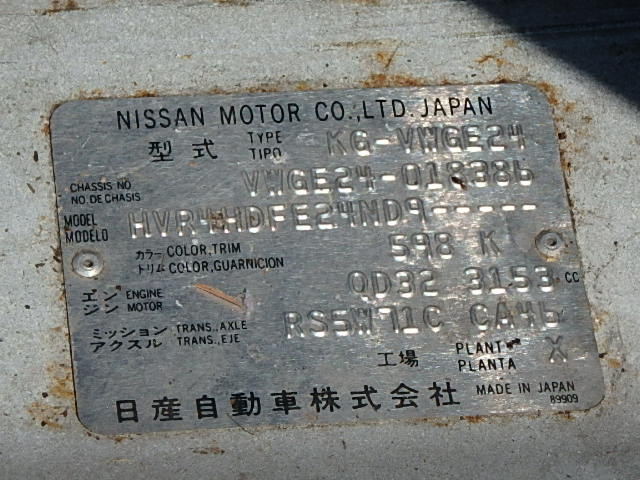 NISSAN MOTOR CO.,LTD. JAPAN
型式 TYPE TIPO KG-VWGE24
CHASSIS NO NO. DE CHASIS VWGE24-018386
MODEL MODELO HVR4HDFE24ND9-----
カラー COLOR,TRIM トリム COLOR,GUARNICION 598 K
エンジン ENGINE MOTOR QD32 3153 CC
ミッション アクスル TRANS.,AXLE TRANS.,EJE RS5W71C CA46
工場 PLANT PLANTA X
日産自動車株式会社 MADE IN JAPAN
89909